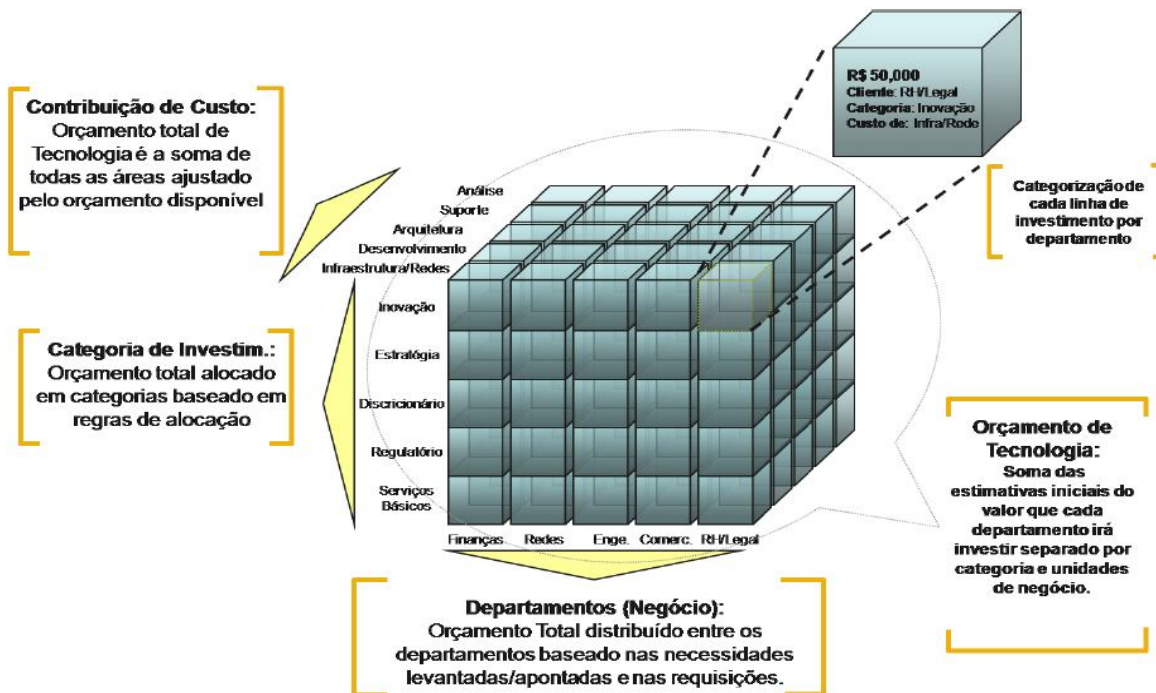 R$ 50,000
Cliente: RH/Legal
Categoria: Inovação
Custo de: Infra/Rede
Contribuição de Custo:
Orçamento total de
Tecnologia é a soma de
todas as áreas ajustado
pelo orçamento disponível
Categorização de
cada linha de
investimento por
departamento
Análise
Suporte
Arquitetura
Desenvolvimento
Infraestrutura/Redes
Inovação
Estratégia
Discricionário
Regulatório
Serviços
Básicos
Categoria de Investim.:
Orçamento total alocado
em categorias baseado em
regras de alocação
Orçamento de
Tecnologia:
Soma das
estimativas iniciais do
valor que cada
departamento irá
investir separado por
categoria e unidades
de negócio.
Finanças Redes Enge. Comerc. RH/Legal
Departamentos (Negócio):
Orçamento Total distribuído entre os
departamentos baseado nas necessidades
levantadas/apontadas e nas requisições.